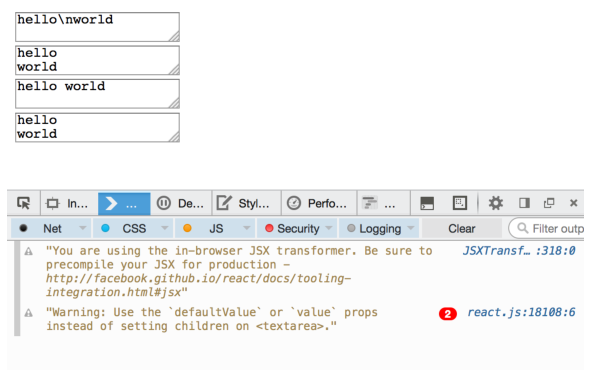 hello\nworld
hello
world
hello world
hello
world
In... ... De... Styl... Perfo... ...
Net CSS JS Security Logging Clear Filter outp
"You are using the in-browser JSX transformer. Be sure to JSXTransf… :318:0
precompile your JSX for production -
http://facebook.github.io/react/docs/tooling-
integration.html#jsx"
"Warning: Use the `defaultValue` or `value` props 2 react.js:18108:6
instead of setting children on <textarea>."